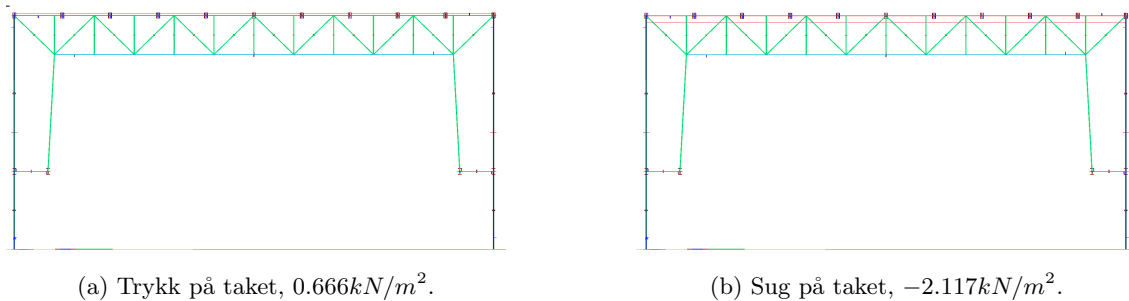 (a) Trykk på taket, 0.666kN/m².
(b) Sug på taket, −2.117kN/m².